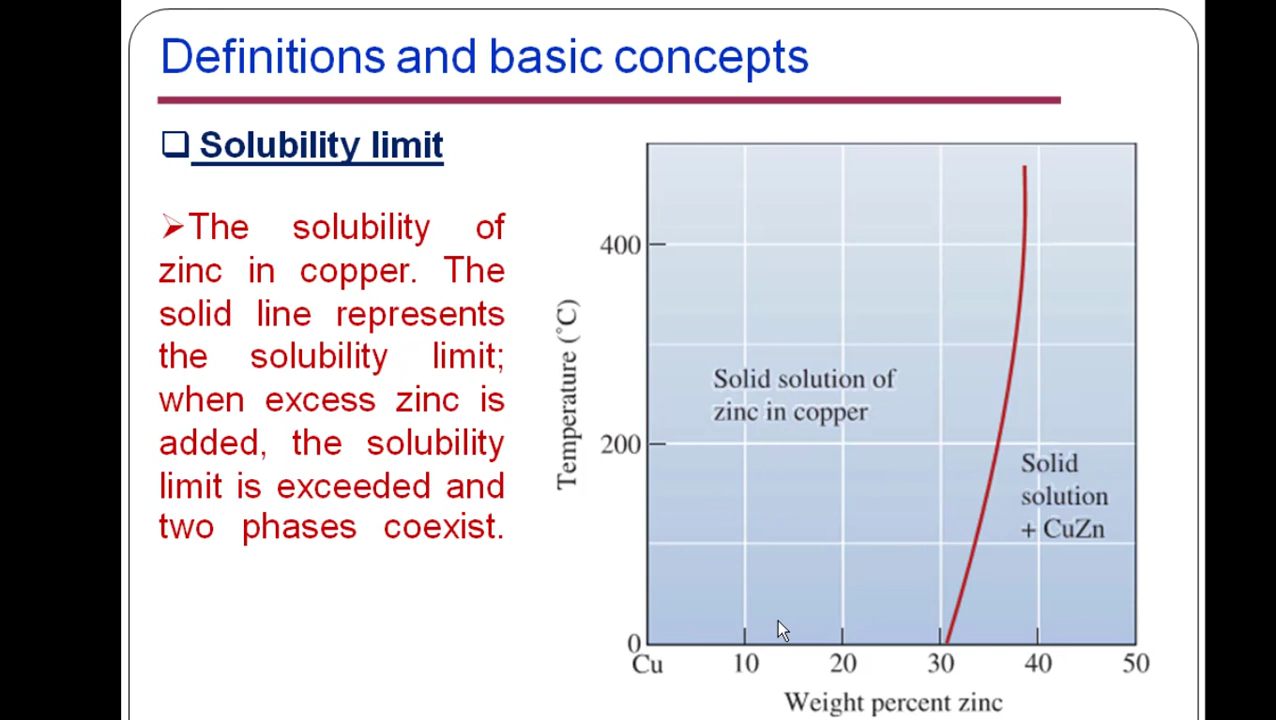 Definitions and basic concepts
Solubility limit
The solubility of
zinc in copper. The
solid line represents
the solubility limit;
when excess zinc is
added, the solubility
limit is exceeded and
two phases coexist.
400
200
0
Temperature (°C)
Solid solution of
zinc in copper
Solid
solution
+ CuZn
Cu 10 20 30 40 50
Weight percent zinc